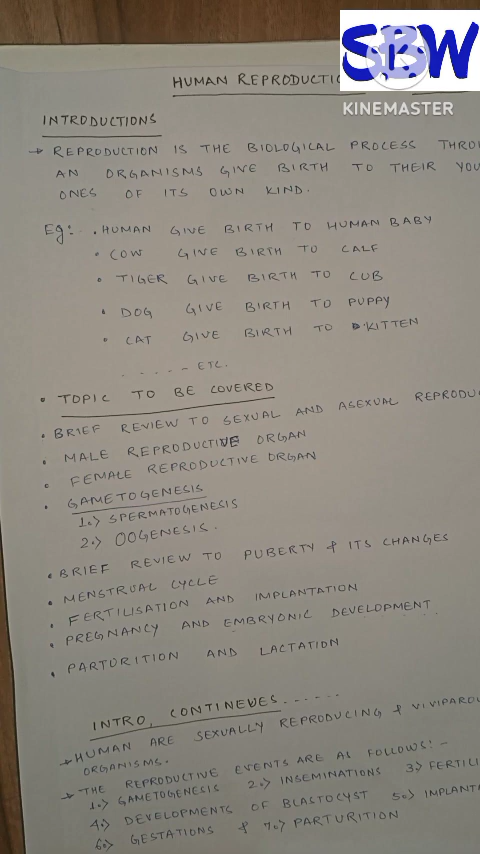 SBW
KINEMASTER
HUMAN REPRODUCTIO
INTRODUCTIONS
→ REPRODUCTION IS THE BIOLOGICAL PROCESS THRO
AN ORGANISMS GIVE BIRTH TO THEIR YOU
ONES OF ITS OWN KIND.
Eg:- • HUMAN GIVE BIRTH TO HUMAN BABY
• COW GIVE BIRTH TO CALF
• TIGER GIVE BIRTH TO CUB
• DOG GIVE BIRTH TO PUPPY
• CAT GIVE BIRTH TO KITTEN
. - - - - ETC.
• TOPIC TO BE COVERED
• BRIEF REVIEW TO SEXUAL AND ASEXUAL REPRODUC
• MALE REPRODUCTIVE ORGAN
• FEMALE REPRODUCTIVE ORGAN
• GAMETOGENESIS
1.) SPERMATOGENESIS
2.) OOGENESIS.
• BRIEF REVIEW TO PUBERTY & ITS CHANGES
• MENSTRUAL CYCLE
• FERTILISATION AND IMPLANTATION
• PREGNANCY AND EMBRYONIC DEVELOPMENT.
• PARTURITION AND LACTATION
INTRO, CONTINEUES......
→ HUMAN ARE SEXUALLY REPRODUCING & VIVIPAROU
ORGANISMS.
→ THE REPRODUCTIVE EVENTS ARE AS FOLLOWS:-
1.) GAMETOGENESIS 2.) INSEMINATIONS 3.) FERTILI
4.) DEVELOPMENTS OF BLASTOCYST 5.) IMPLANTA
6.) GESTATIONS & 7.) PARTURITION